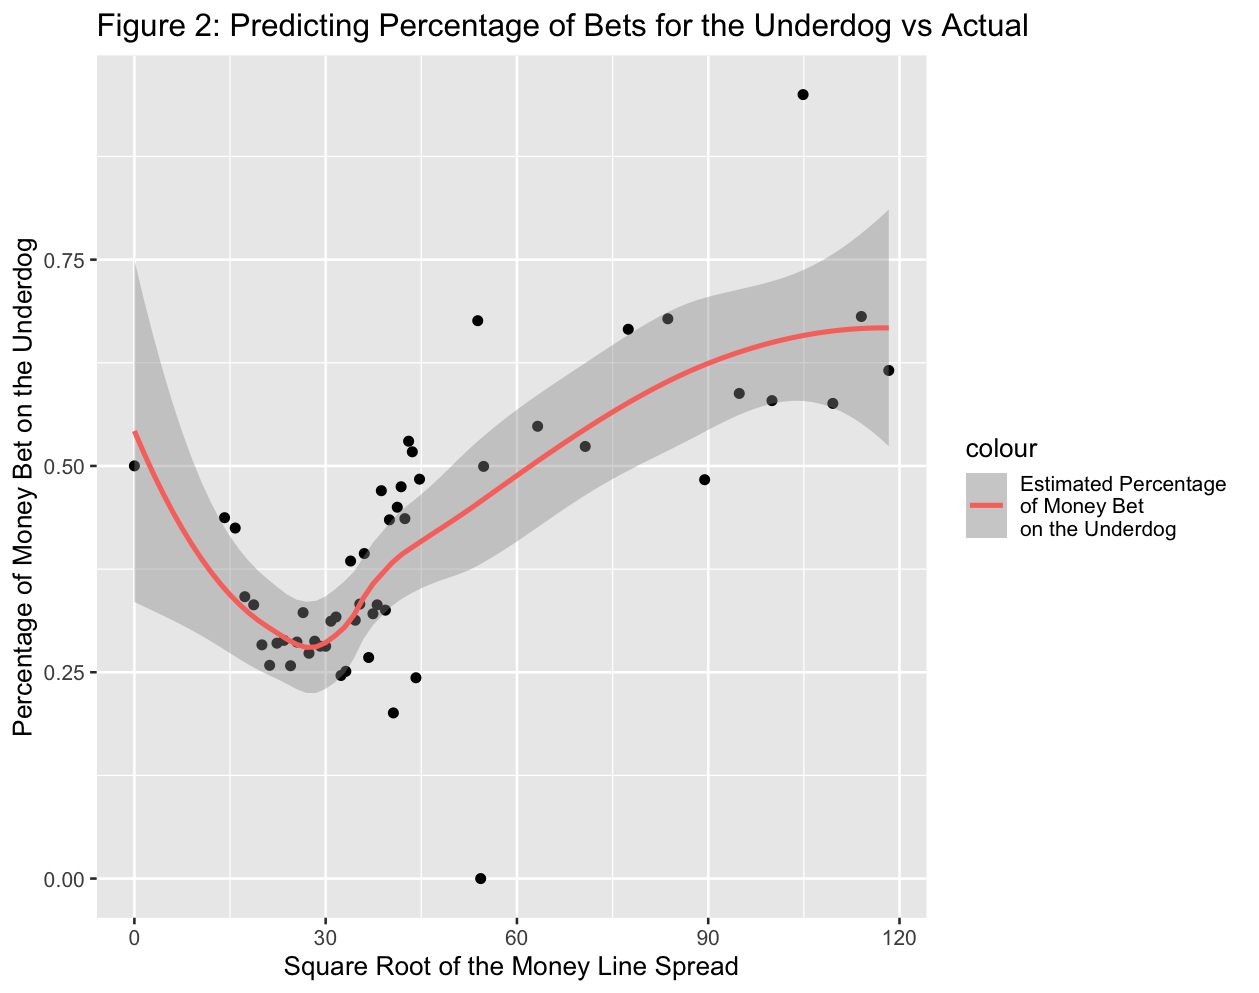 Figure 2: Predicting Percentage of Bets for the Underdog vs Actual
Percentage of Money Bet on the Underdog
0.75
0.50
0.25
0.00
0 30 60 90 120
Square Root of the Money Line Spread
colour
Estimated Percentage
of Money Bet
on the Underdog